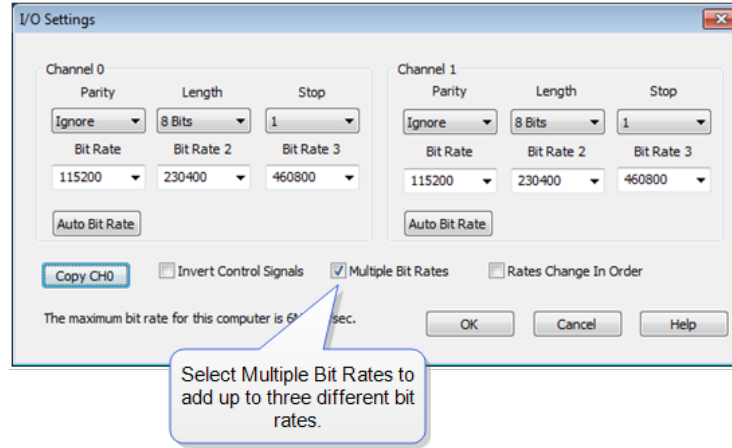 I/O Settings
Channel 0
Parity Length Stop
Ignore 8 Bits 1
Bit Rate Bit Rate 2 Bit Rate 3
115200 230400 460800
Auto Bit Rate
Channel 1
Parity Length Stop
Ignore 8 Bits 1
Bit Rate Bit Rate 2 Bit Rate 3
115200 230400 460800
Auto Bit Rate
Copy CH0 Invert Control Signals Multiple Bit Rates Rates Change In Order
The maximum bit rate for this computer is sec.
OK Cancel Help
Select Multiple Bit Rates to
add up to three different bit
rates.